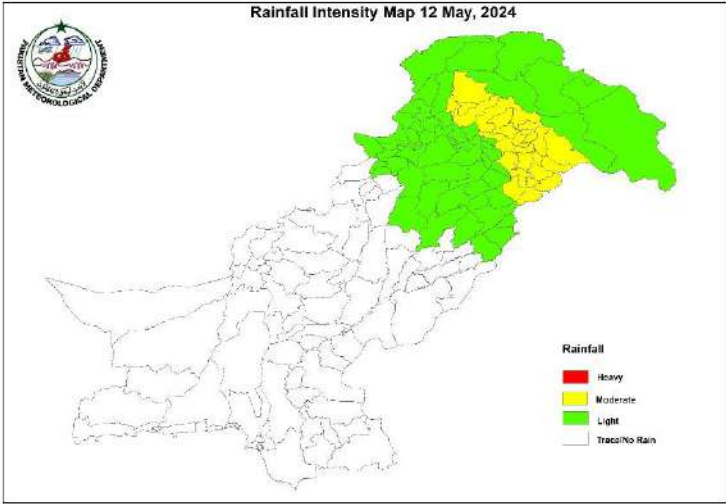 Rainfall Intensity Map 12 May, 2024
PAKISTAN METEOROLOGICAL DEPARTMENT
Rainfall
Heavy
Moderate
Light
Trace/No Rain